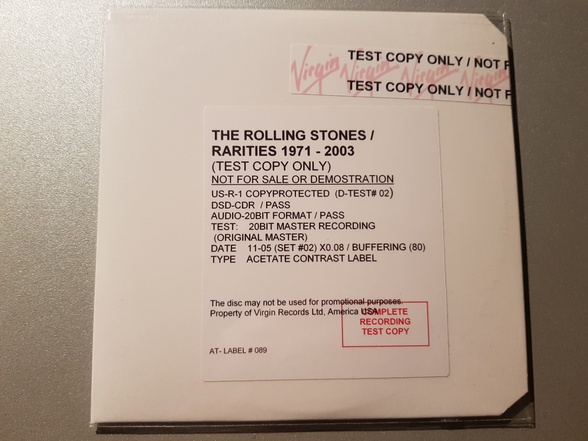 TEST COPY ONLY / NOT F
Virgin Virgin Virgin
TEST COPY ONLY / NOT F
THE ROLLING STONES /
RARITIES 1971 - 2003
(TEST COPY ONLY)
NOT FOR SALE OR DEMOSTRATION
US-R-1 COPYPROTECTED (D-TEST# 02)
DSD-CDR / PASS
AUDIO-20BIT FORMAT / PASS
TEST: 20BIT MASTER RECORDING
(ORIGINAL MASTER)
DATE 11-05 (SET #02) X0.08 / BUFFERING (80)
TYPE ACETATE CONTRAST LABEL
The disc may not be used for promotional purposes.
Property of Virgin Records Ltd, America USA
COMPLETE
RECORDING
TEST COPY
AT- LABEL # 089